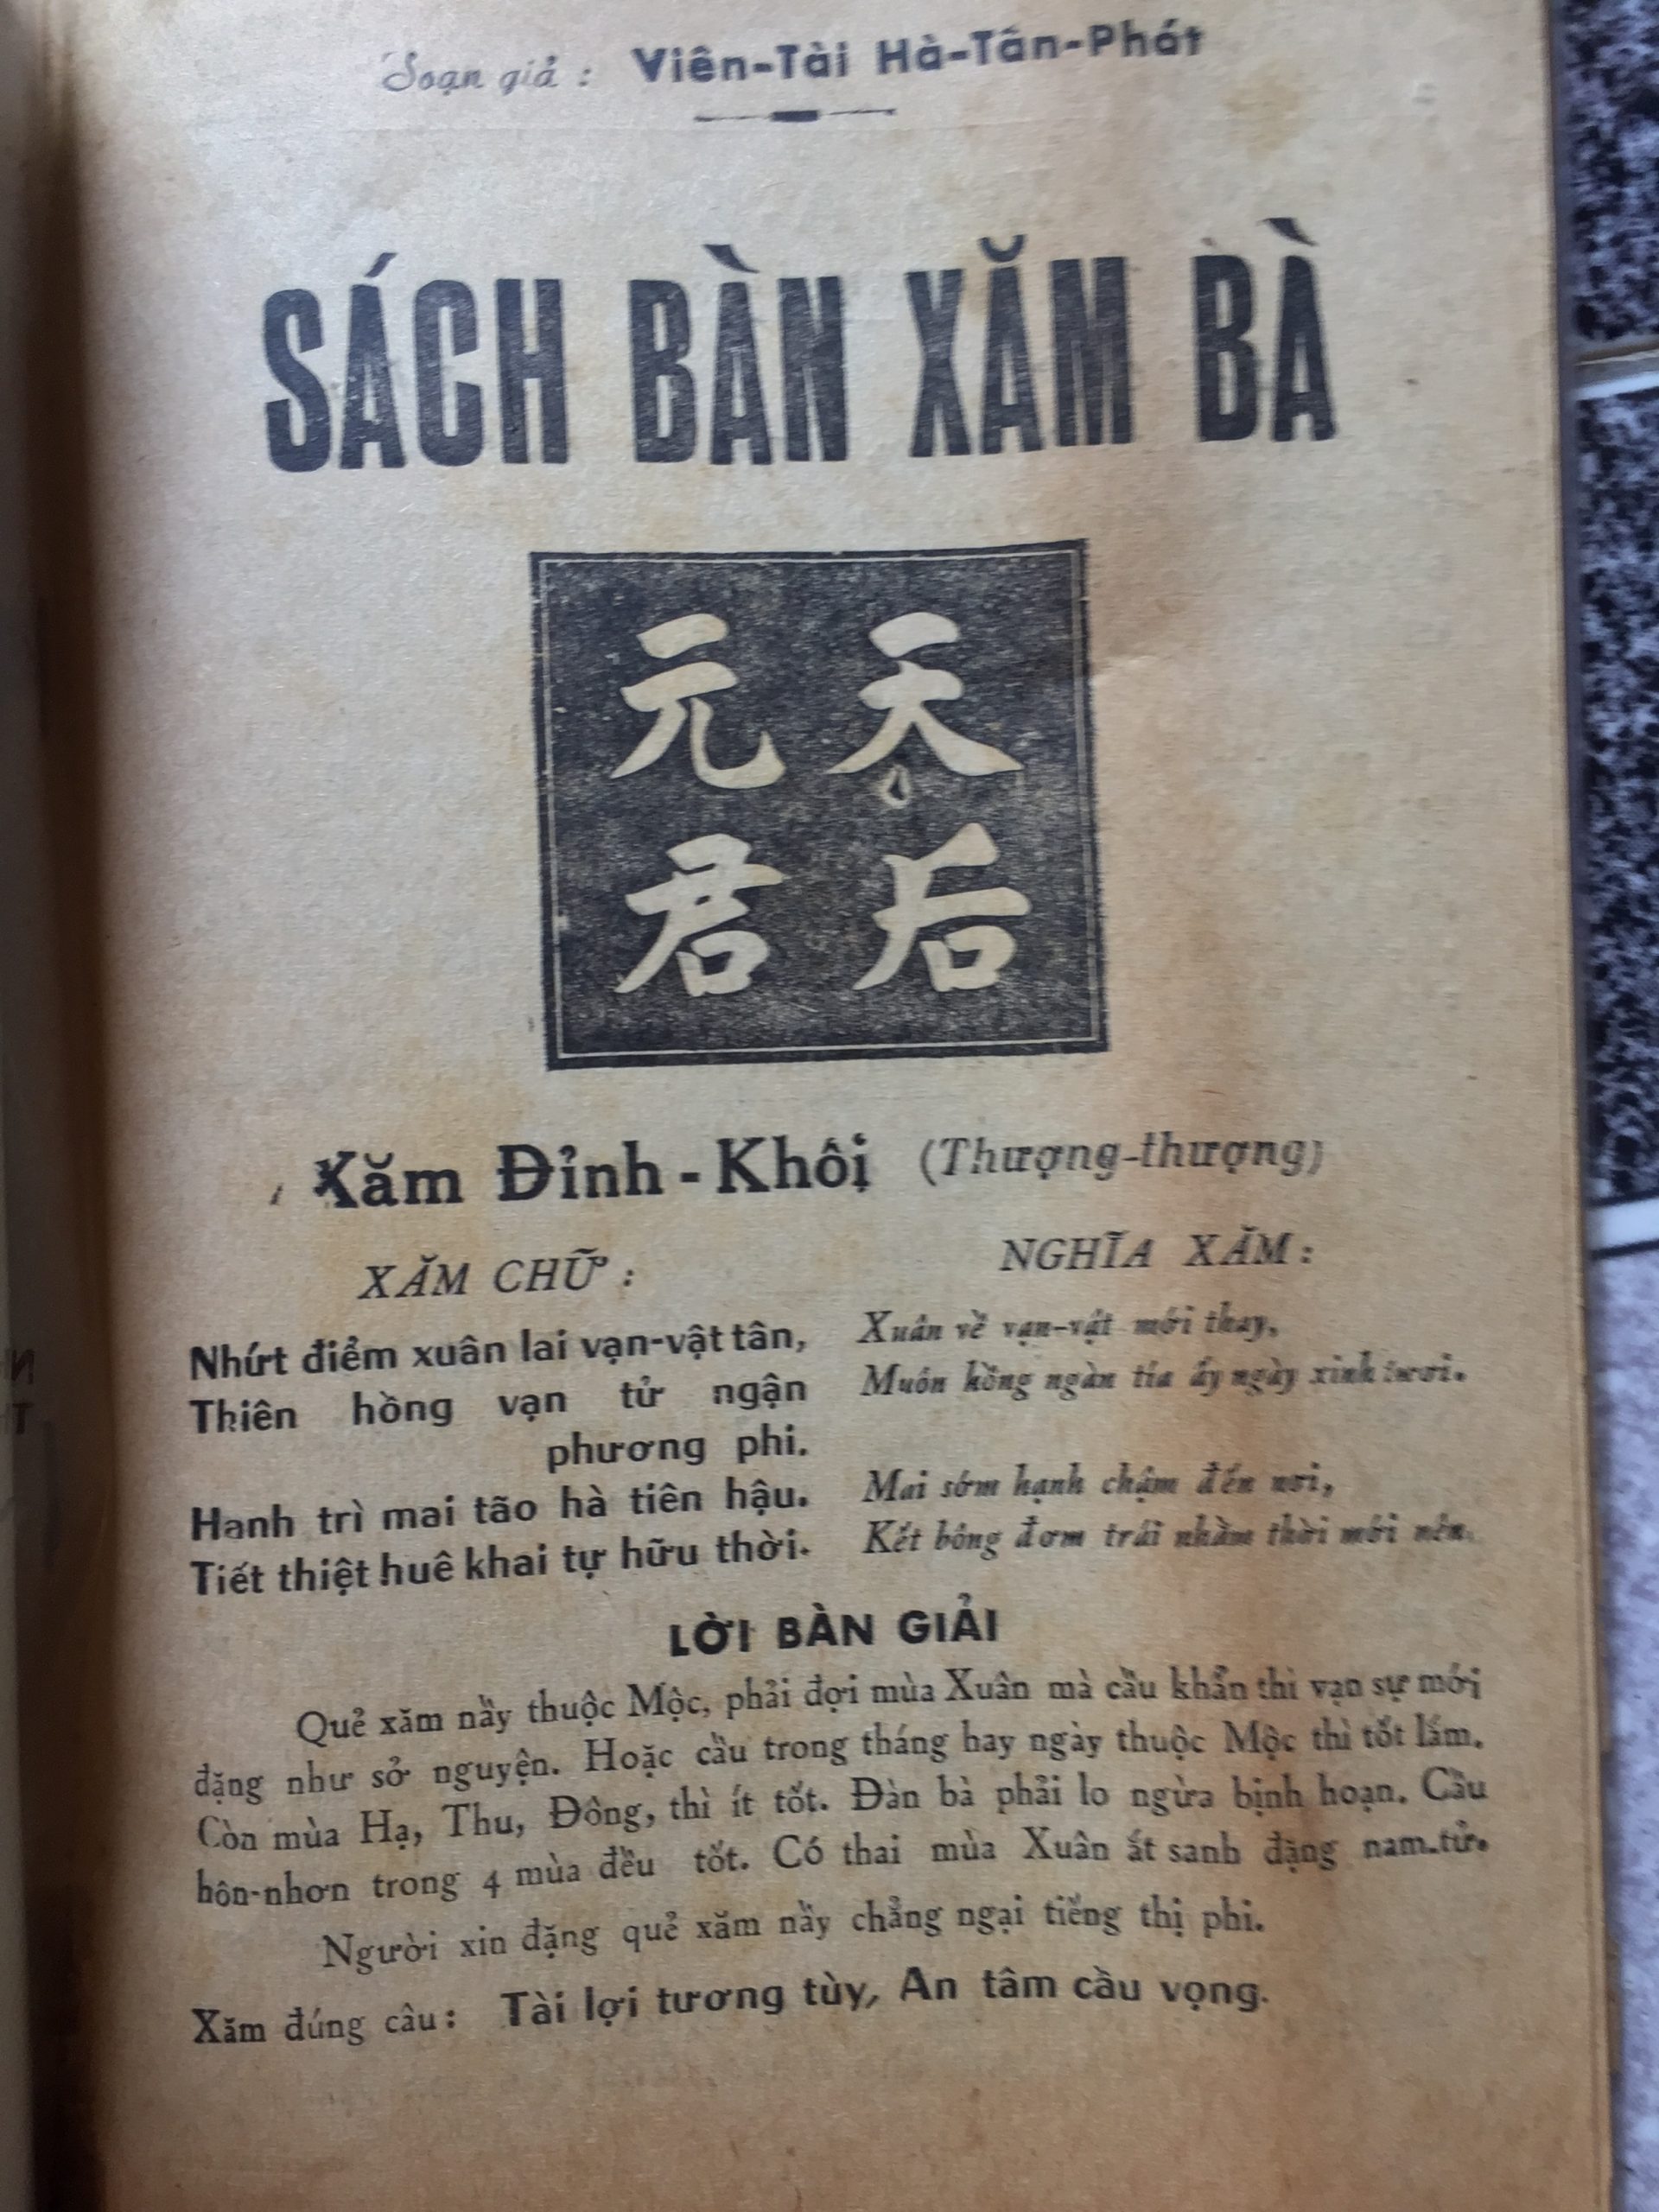 Soạn giả : Viên-Tài Hà-Tấn-Phát
SÁCH BÀN XĂM BÀ
元 天
君 后
Xăm Đỉnh-Khôi (Thượng-thượng)
XĂM CHỮ :
Nhứt điểm xuân lai vạn-vật tân,
Thiên hồng vạn tử ngận
phương phi.
Hanh trì mai tão hà tiên hậu.
Tiết thiệt huê khai tự hữu thời.
NGHĨA XĂM :
Xuân về vạn-vật mới thay,
Muôn hồng ngàn tía ấy ngày xinh tươi.
Mai sớm hạnh chậm đến nơi,
Kết bông đơm trái nhằm thời mới nên.
LỜI BÀN GIẢI
Quẻ xăm nầy thuộc Mộc, phải đợi mùa Xuân mà cầu khẩn thì vạn sự mới
đặng như sở nguyện. Hoặc cầu trong tháng hay ngày thuộc Mộc thì tốt lắm.
Còn mùa Hạ, Thu, Đông, thì ít tốt. Đàn bà phải lo ngừa bịnh hoạn. Cầu
hôn-nhơn trong 4 mùa đều tốt. Có thai mùa Xuân ắt sanh đặng nam-tử.
Người xin đặng quẻ xăm nầy chẳng ngại tiếng thị phi.
Xăm đúng câu : Tài lợi tương tùy, An tâm cầu vọng.